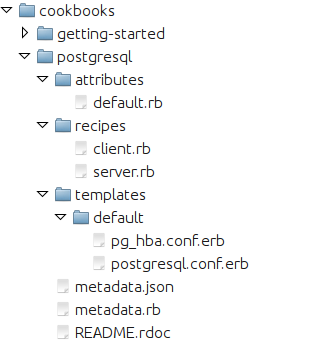 cookbooks
getting-started
postgresql
attributes
default.rb
recipes
client.rb
server.rb
templates
default
pg_hba.conf.erb
postgresql.conf.erb
metadata.json
metadata.rb
README.rdoc